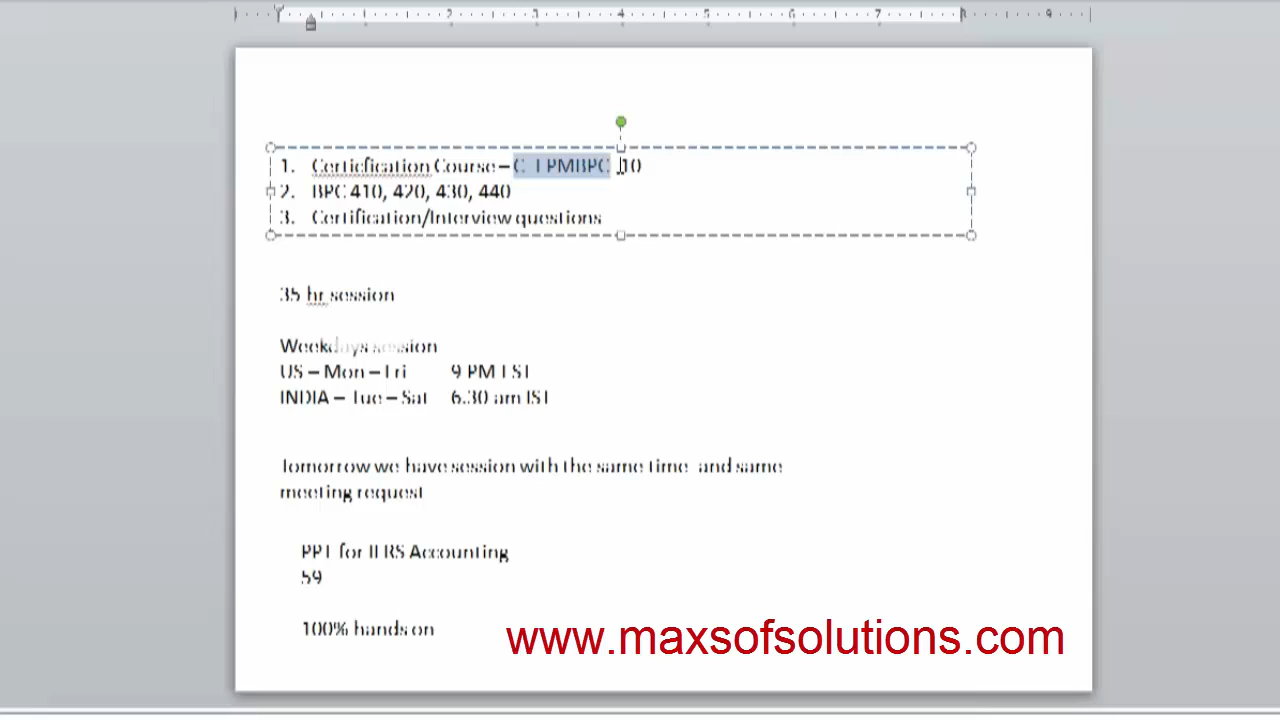 1. Certicfication Course – C_EPMBPC_10
2. BPC 410, 420, 430, 440
3. Certification/Interview questions
35 hr session
Weekdays session
US – Mon – Fri 9 PM EST
INDIA – Tue – Sat 6.30 am IST
Tomorrow we have session with the same time and same
meeting request
PPT for IFRS Accounting
59
100% hands on
www.maxsofsolutions.com